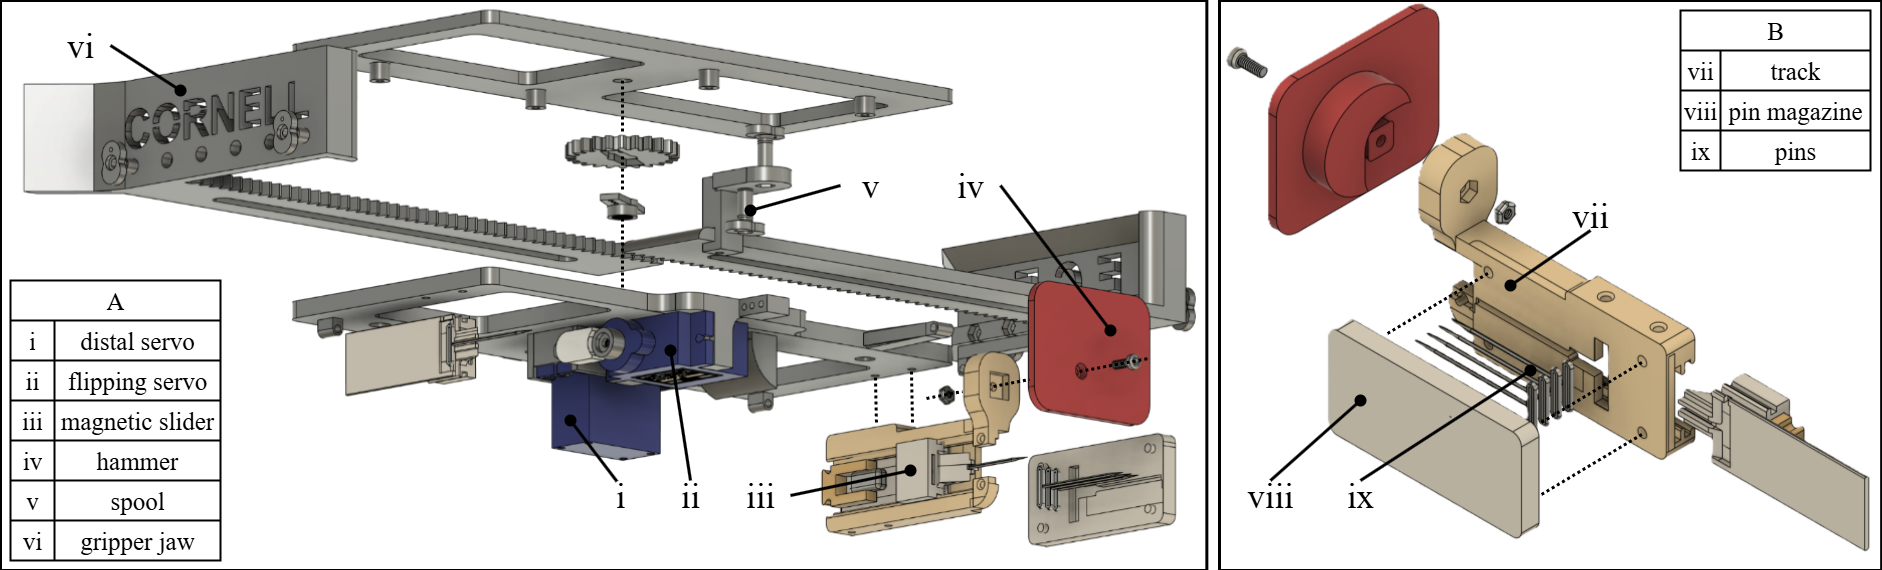 vi
CORNELL
v
iv
A
i distal servo
ii flipping servo
iii magnetic slider
iv hammer
v spool
vi gripper jaw
i
ii
iii
B
vii track
viii pin magazine
ix pins
vii
viii
ix